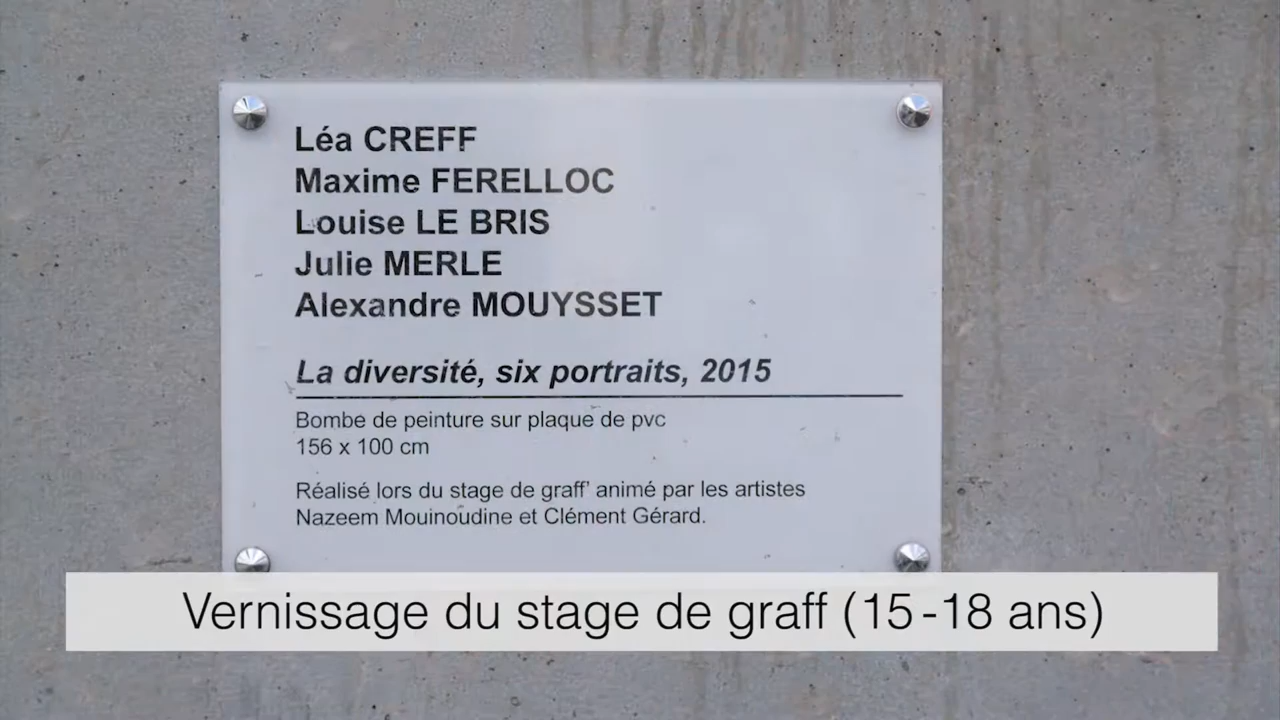 Léa CREFF
Maxime FERELLOC
Louise LE BRIS
Julie MERLE
Alexandre MOUYSSET
La diversité, six portraits, 2015
Bombe de peinture sur plaque de pvc
156 x 100 cm
Réalisé lors du stage de graff' animé par les artistes
Nazeem Mouinoudine et Clément Gérard.
Vernissage du stage de graff (15-18 ans)